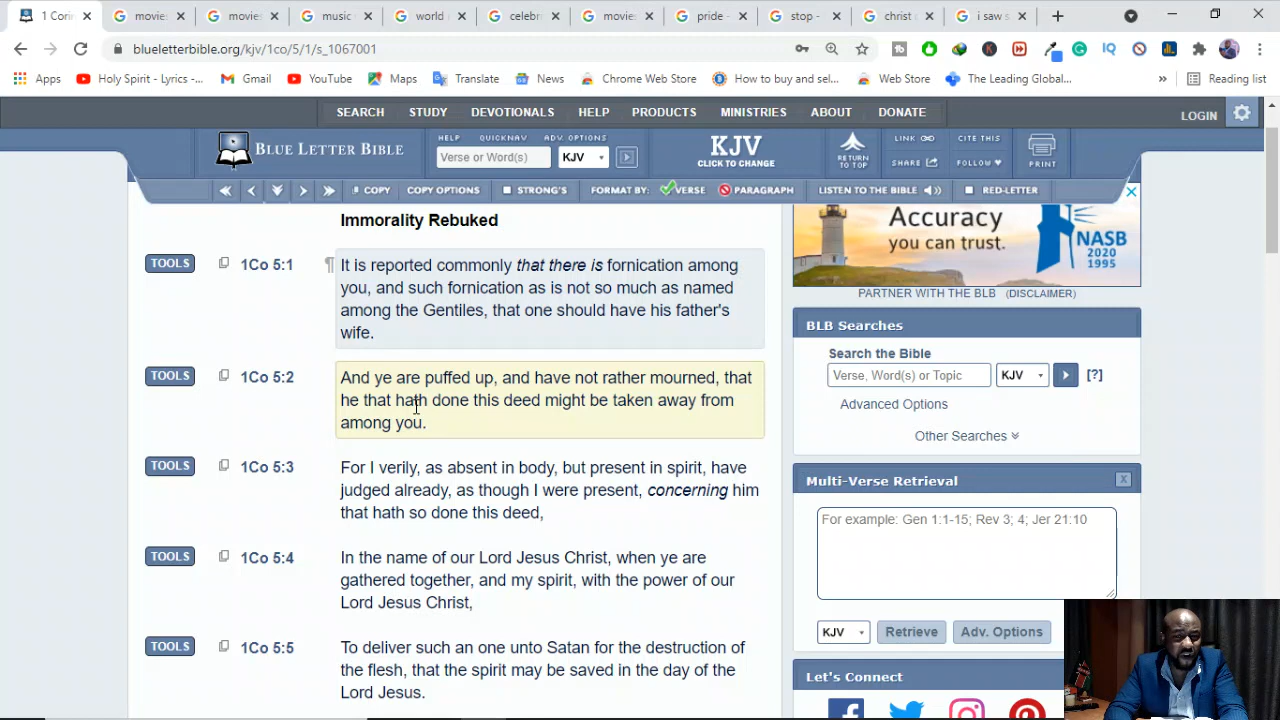 1 Corin
movies
movies
music
world
celebr
movies
pride -
stop -
christ
i saw s
blueletterbible.org/kjv/1co/5/1/s_1067001
Apps
Holy Spirit - Lyrics -...
Gmail
YouTube
Maps
Translate
News
Chrome Web Store
How to buy and sel...
Web Store
The Leading Global...
»
Reading list
SEARCH STUDY DEVOTIONALS HELP PRODUCTS MINISTRIES ABOUT DONATE
LOGIN
BLUE LETTER BIBLE
HELP QUICKNAV ADV. OPTIONS
Verse or Word(s)
KJV
KJV
CLICK TO CHANGE
RETURN
TO TOP
LINK
SHARE
CITE THIS
FOLLOW
PRINT
COPY COPY OPTIONS STRONG'S FORMAT BY: VERSE PARAGRAPH LISTEN TO THE BIBLE RED-LETTER
Immorality Rebuked
TOOLS 1Co 5:1 ¶ It is reported commonly that there is fornication among
you, and such fornication as is not so much as named
among the Gentiles, that one should have his father's
wife.
TOOLS 1Co 5:2 And ye are puffed up, and have not rather mourned, that
he that hath done this deed might be taken away from
among you.
TOOLS 1Co 5:3 For I verily, as absent in body, but present in spirit, have
judged already, as though I were present, concerning him
that hath so done this deed,
TOOLS 1Co 5:4 In the name of our Lord Jesus Christ, when ye are
gathered together, and my spirit, with the power of our
Lord Jesus Christ,
TOOLS 1Co 5:5 To deliver such an one unto Satan for the destruction of
the flesh, that the spirit may be saved in the day of the
Lord Jesus.
Accuracy
you can trust.
NASB
2020
1995
PARTNER WITH THE BLB (DISCLAIMER)
BLB Searches
Search the Bible
Verse, Word(s) or Topic
KJV
[?]
Advanced Options
Other Searches
Multi-Verse Retrieval
X
For example: Gen 1:1-15; Rev 3; 4; Jer 21:10
KJV
Retrieve
Adv. Options
Let's Connect